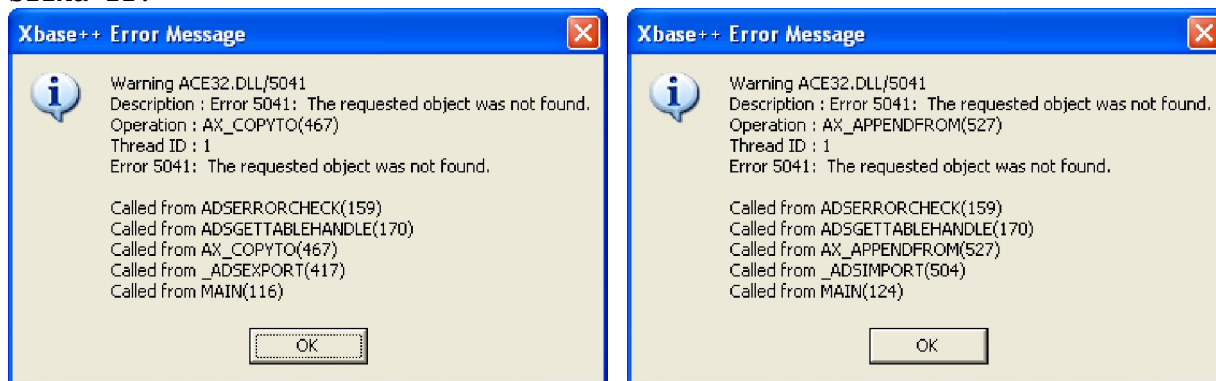 Xbase++ Error Message
Warning ACE32.DLL/5041
Description : Error 5041: The requested object was not found.
Operation : AX_COPYTO(467)
Thread ID : 1
Error 5041: The requested object was not found.
Called from ADSERRORCHECK(159)
Called from ADSGETTABLEHANDLE(170)
Called from AX_COPYTO(467)
Called from _ADSEXPORT(417)
Called from MAIN(116)
OK
Xbase++ Error Message
Warning ACE32.DLL/5041
Description : Error 5041: The requested object was not found.
Operation : AX_APPENDFROM(527)
Thread ID : 1
Error 5041: The requested object was not found.
Called from ADSERRORCHECK(159)
Called from ADSGETTABLEHANDLE(170)
Called from AX_APPENDFROM(527)
Called from _ADSIMPORT(504)
Called from MAIN(124)
OK